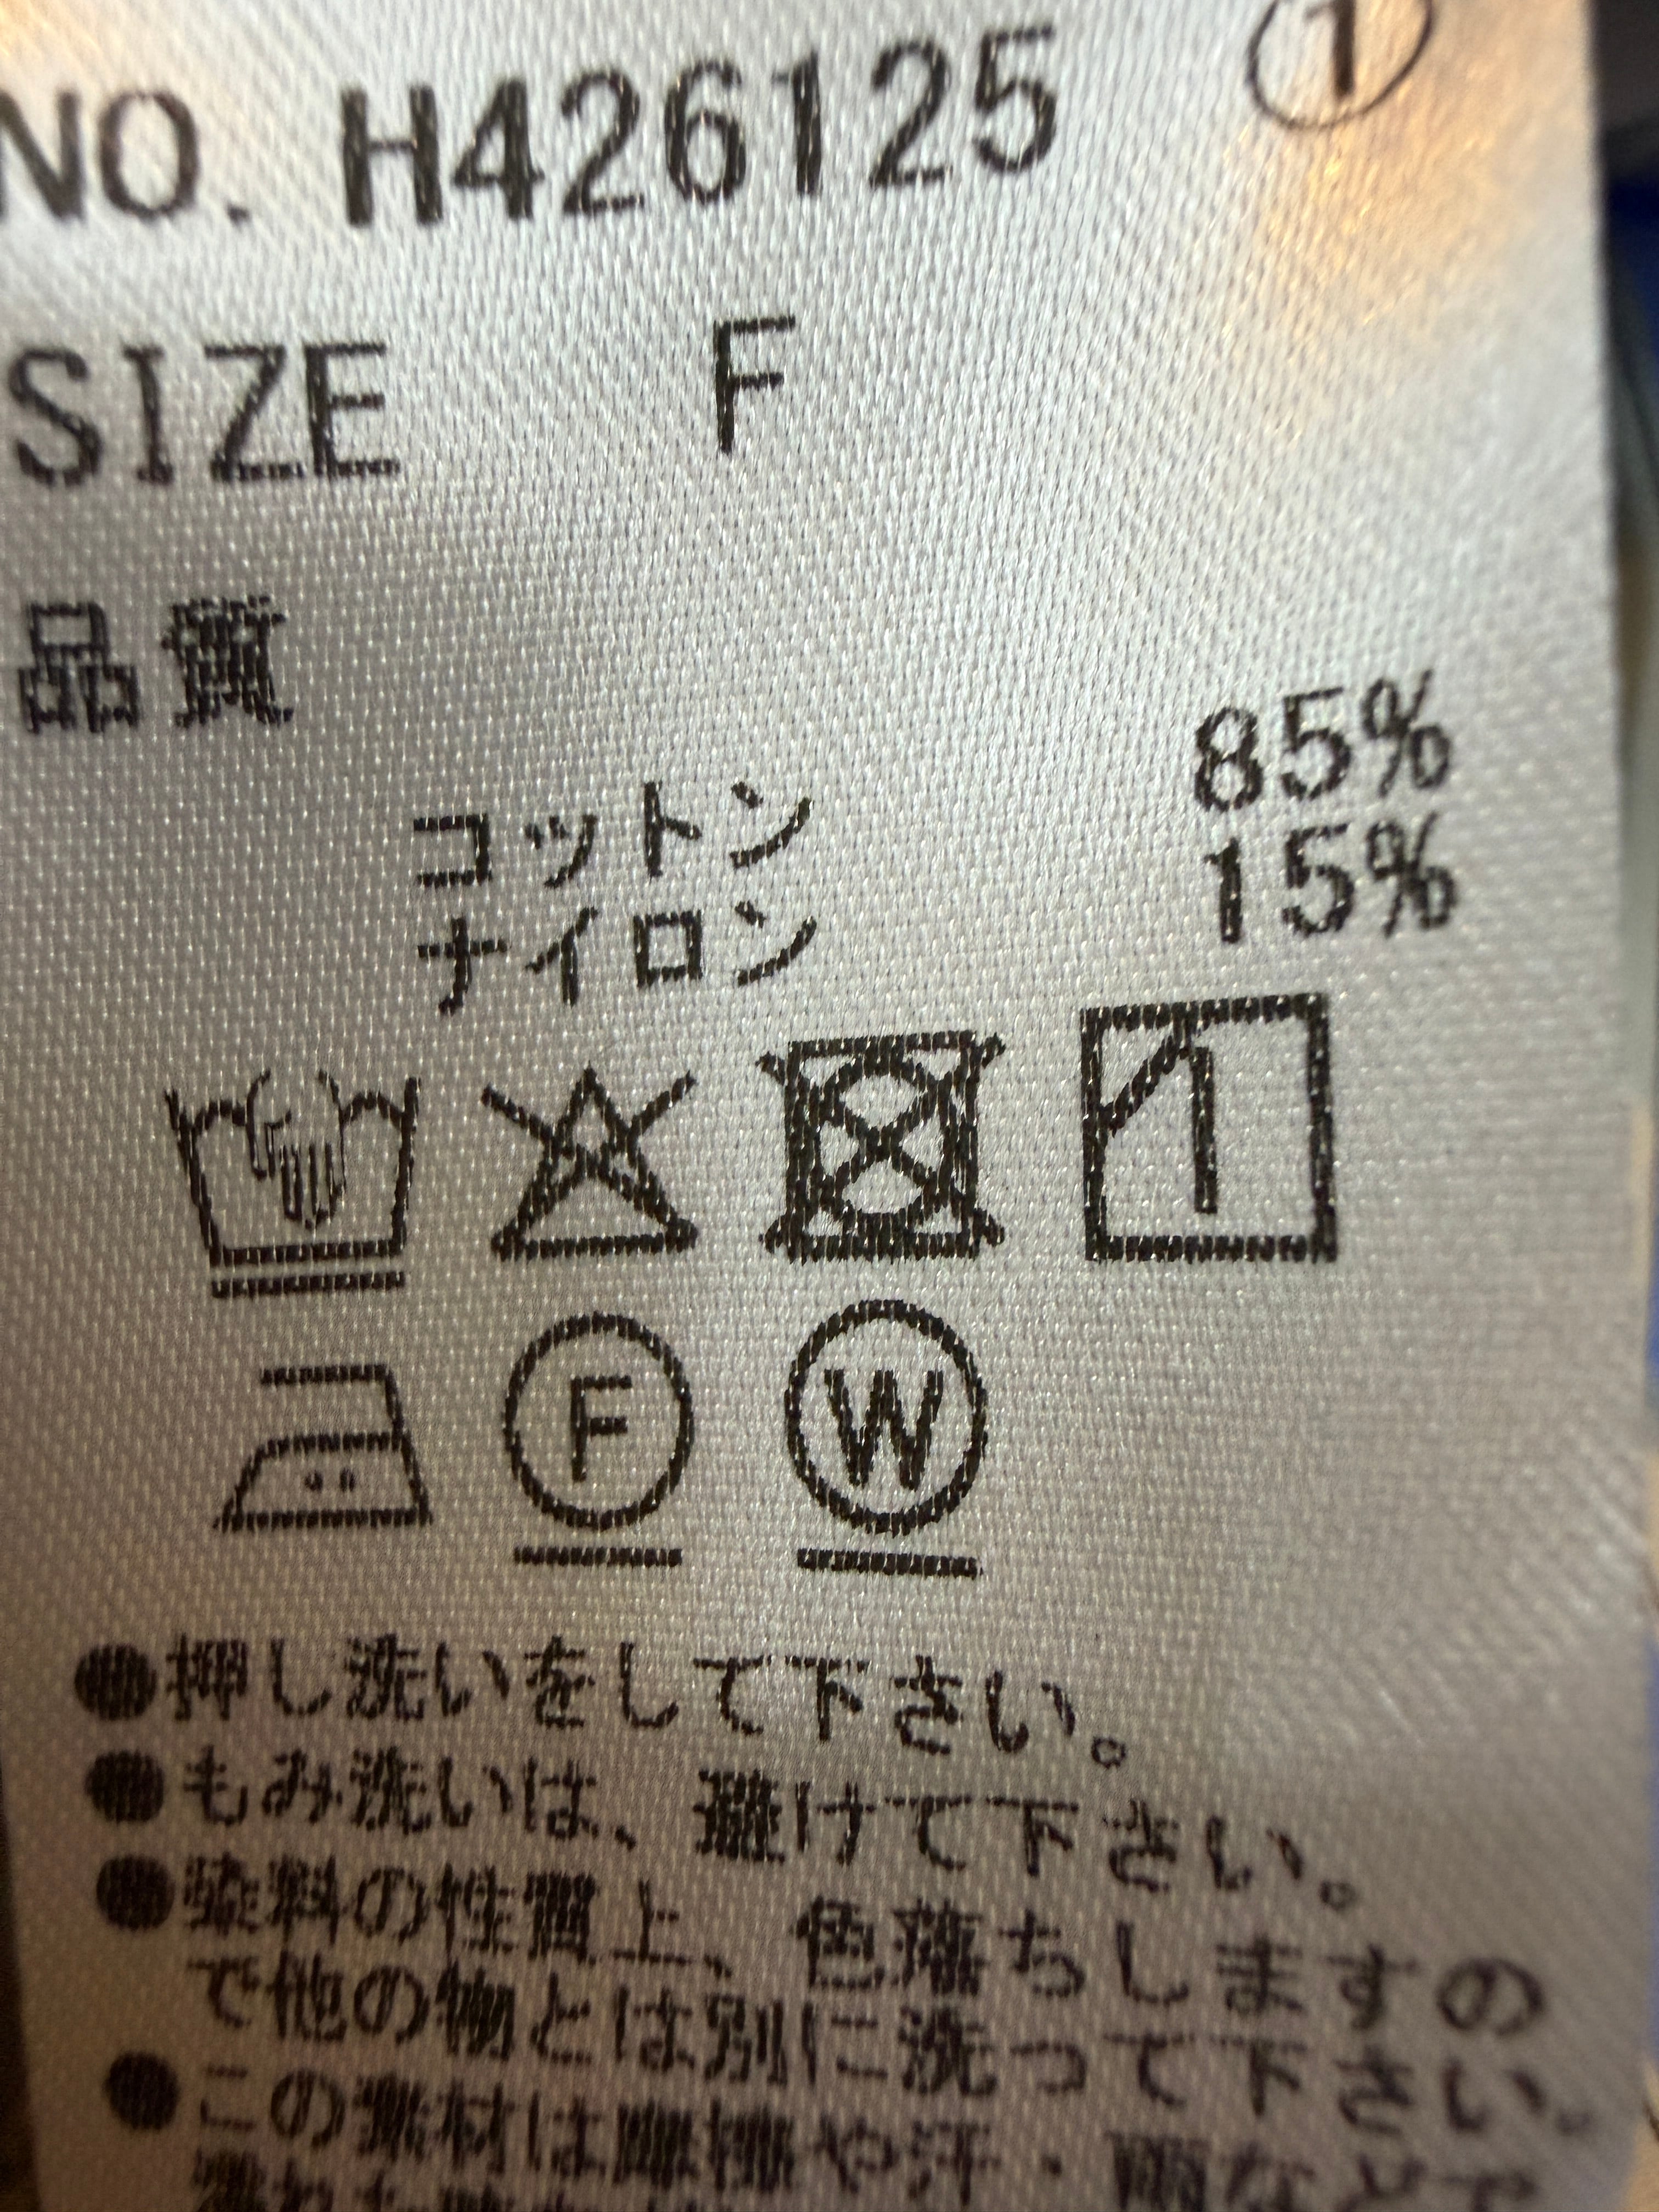 NO. H426125 ①
SIZE F
品質
コットン 85%
ナイロン 15%
F W
●押し洗いをして下さい。
●もみ洗いは、避けて下さい。
●染料の性質上、色落ちしますの
で他の物とは別に洗って下さい。
●この素材は摩擦や汗・雨などで